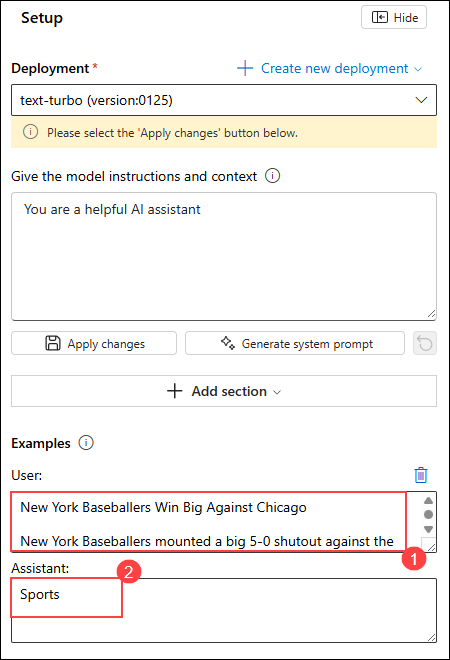 Setup
Hide
Deployment *
Create new deployment
text-turbo (version:0125)
Please select the 'Apply changes' button below.
Give the model instructions and context
You are a helpful AI assistant
Apply changes
Generate system prompt
Add section
Examples
User:
New York Baseballers Win Big Against Chicago
New York Baseballers mounted a big 5-0 shutout against the
1
Assistant:
2
Sports